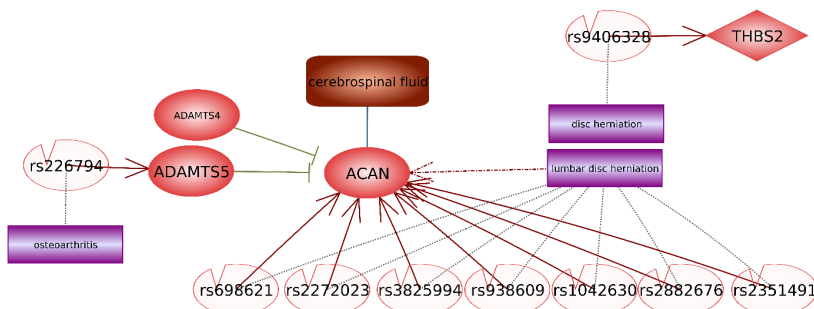 rs9406328
THBS2
cerebrospinal fluid
ADAMTS4
disc herniation
rs226794
ADAMTS5
ACAN
lumbar disc herniation
osteoarthritis
rs698621
rs2272023
rs3825994
rs938609
rs1042630
rs2882676
rs2351491